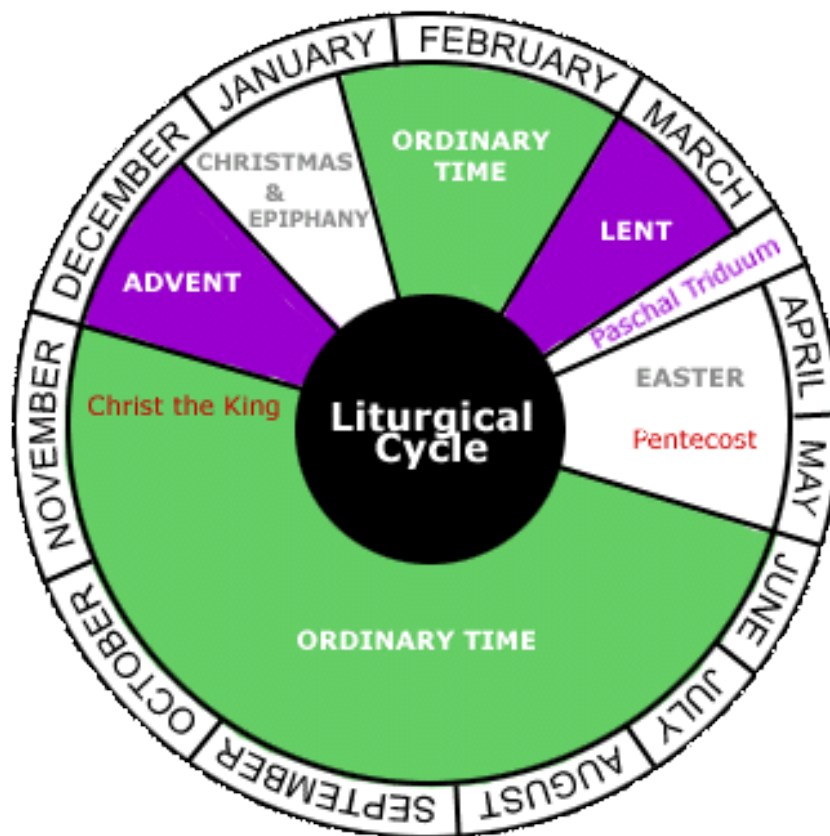 JANUARY
FEBRUARY
MARCH
APRIL
MAY
JUNE
JULY
AUGUST
SEPTEMBER
OCTOBER
NOVEMBER
DECEMBER
CHRISTMAS
&
EPIPHANY
ORDINARY
TIME
LENT
Paschal Triduum
EASTER
Pentecost
ORDINARY TIME
Christ the King
ADVENT
Liturgical
Cycle